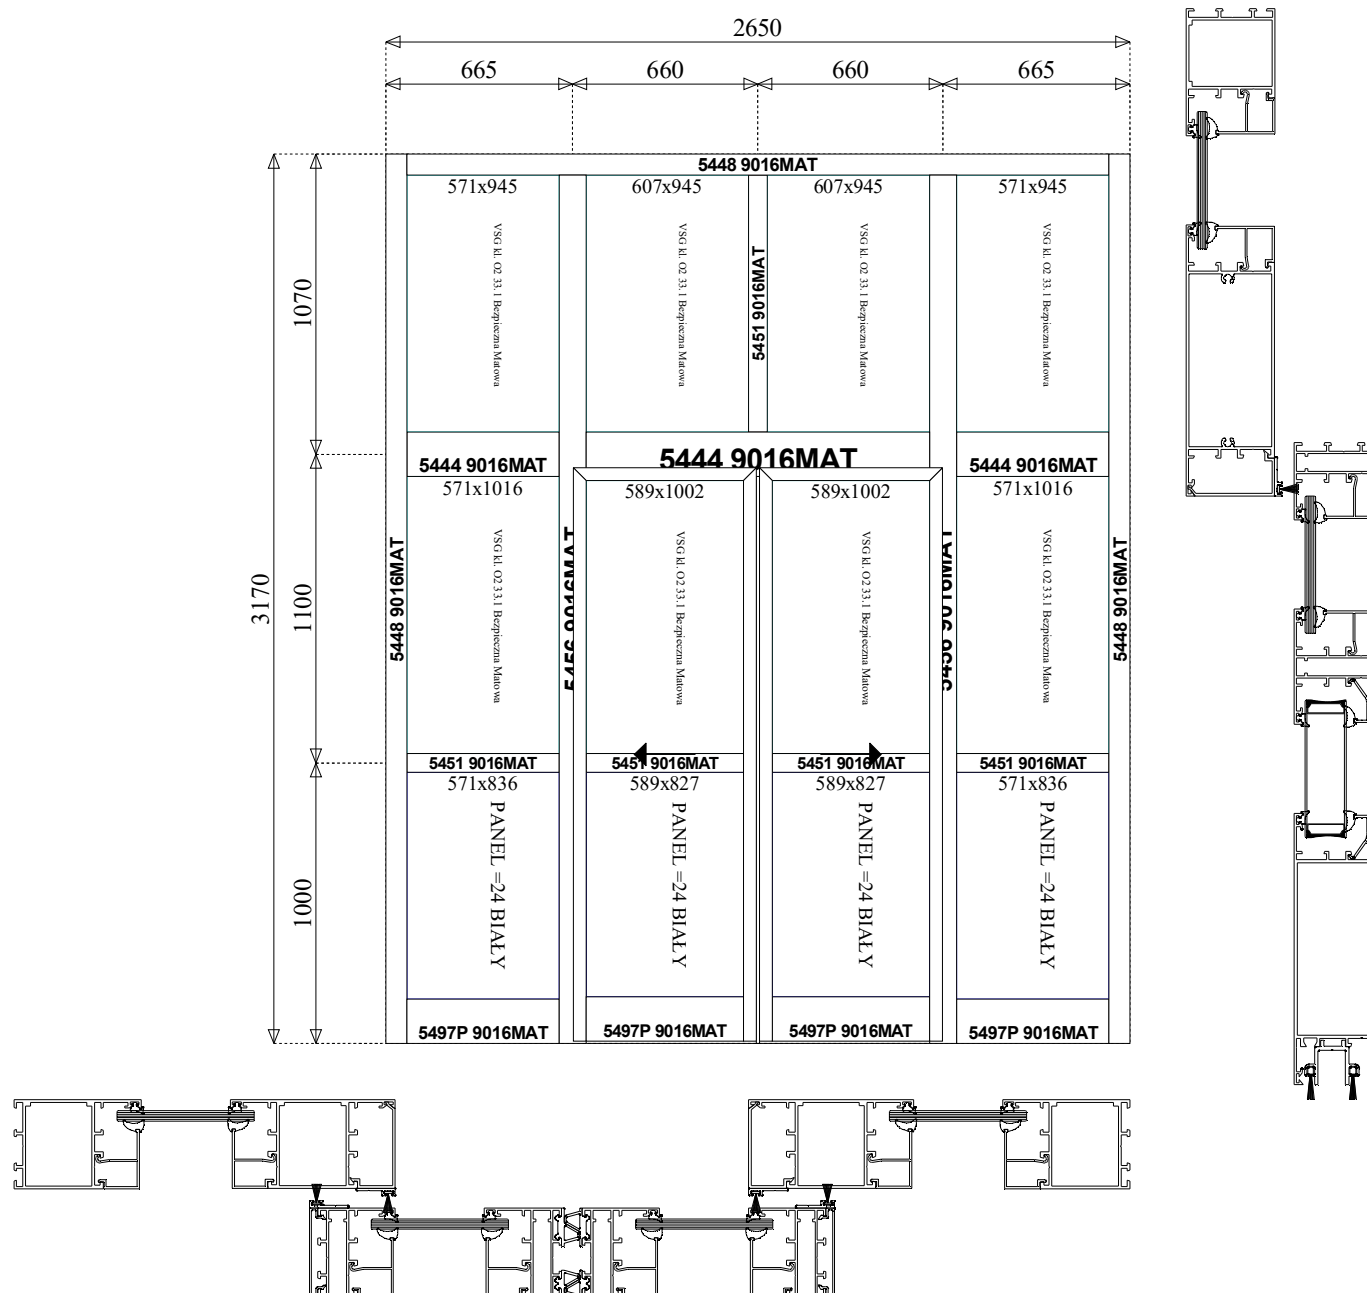 2650
665 660 660 665
5448 9016MAT
571x945 607x945 607x945 571x945
VSG kl. O2 33.1 Bezpieczna Matowa
VSG kl. O2 33.1 Bezpieczna Matowa
5451 9016MAT
VSG kl. O2 33.1 Bezpieczna Matowa
VSG kl. O2 33.1 Bezpieczna Matowa
1070
5444 9016MAT 5444 9016MAT 5444 9016MAT
571x1016 589x1002 589x1002 571x1016
3170
1100
5448 9016MAT
VSG kl. O2 33.1 Bezpieczna Matowa
5456 9016MAT
VSG kl. O2 33.1 Bezpieczna Matowa
VSG kl. O2 33.1 Bezpieczna Matowa
5456 9016MAT
VSG kl. O2 33.1 Bezpieczna Matowa
5448 9016MAT
5451 9016MAT 5451 9016MAT 5451 9016MAT 5451 9016MAT
571x836 589x827 589x827 571x836
1000
PANEL =24 BIAŁY
PANEL =24 BIAŁY
PANEL =24 BIAŁY
PANEL =24 BIAŁY
5497P 9016MAT 5497P 9016MAT 5497P 9016MAT 5497P 9016MAT